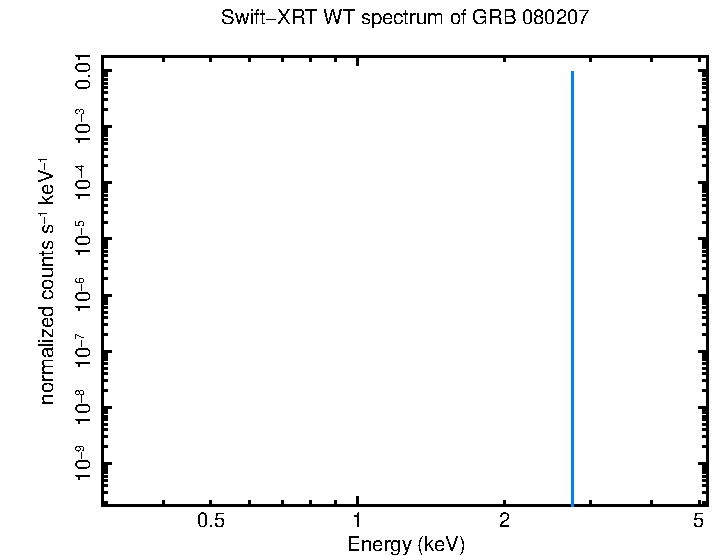 Swift−XRT WT spectrum of GRB 080207
normalized counts s⁻¹ keV⁻¹
0.01
10⁻³
10⁻⁴
10⁻⁵
10⁻⁶
10⁻⁷
10⁻⁸
10⁻⁹
0.5 1 2 5
Energy (keV)